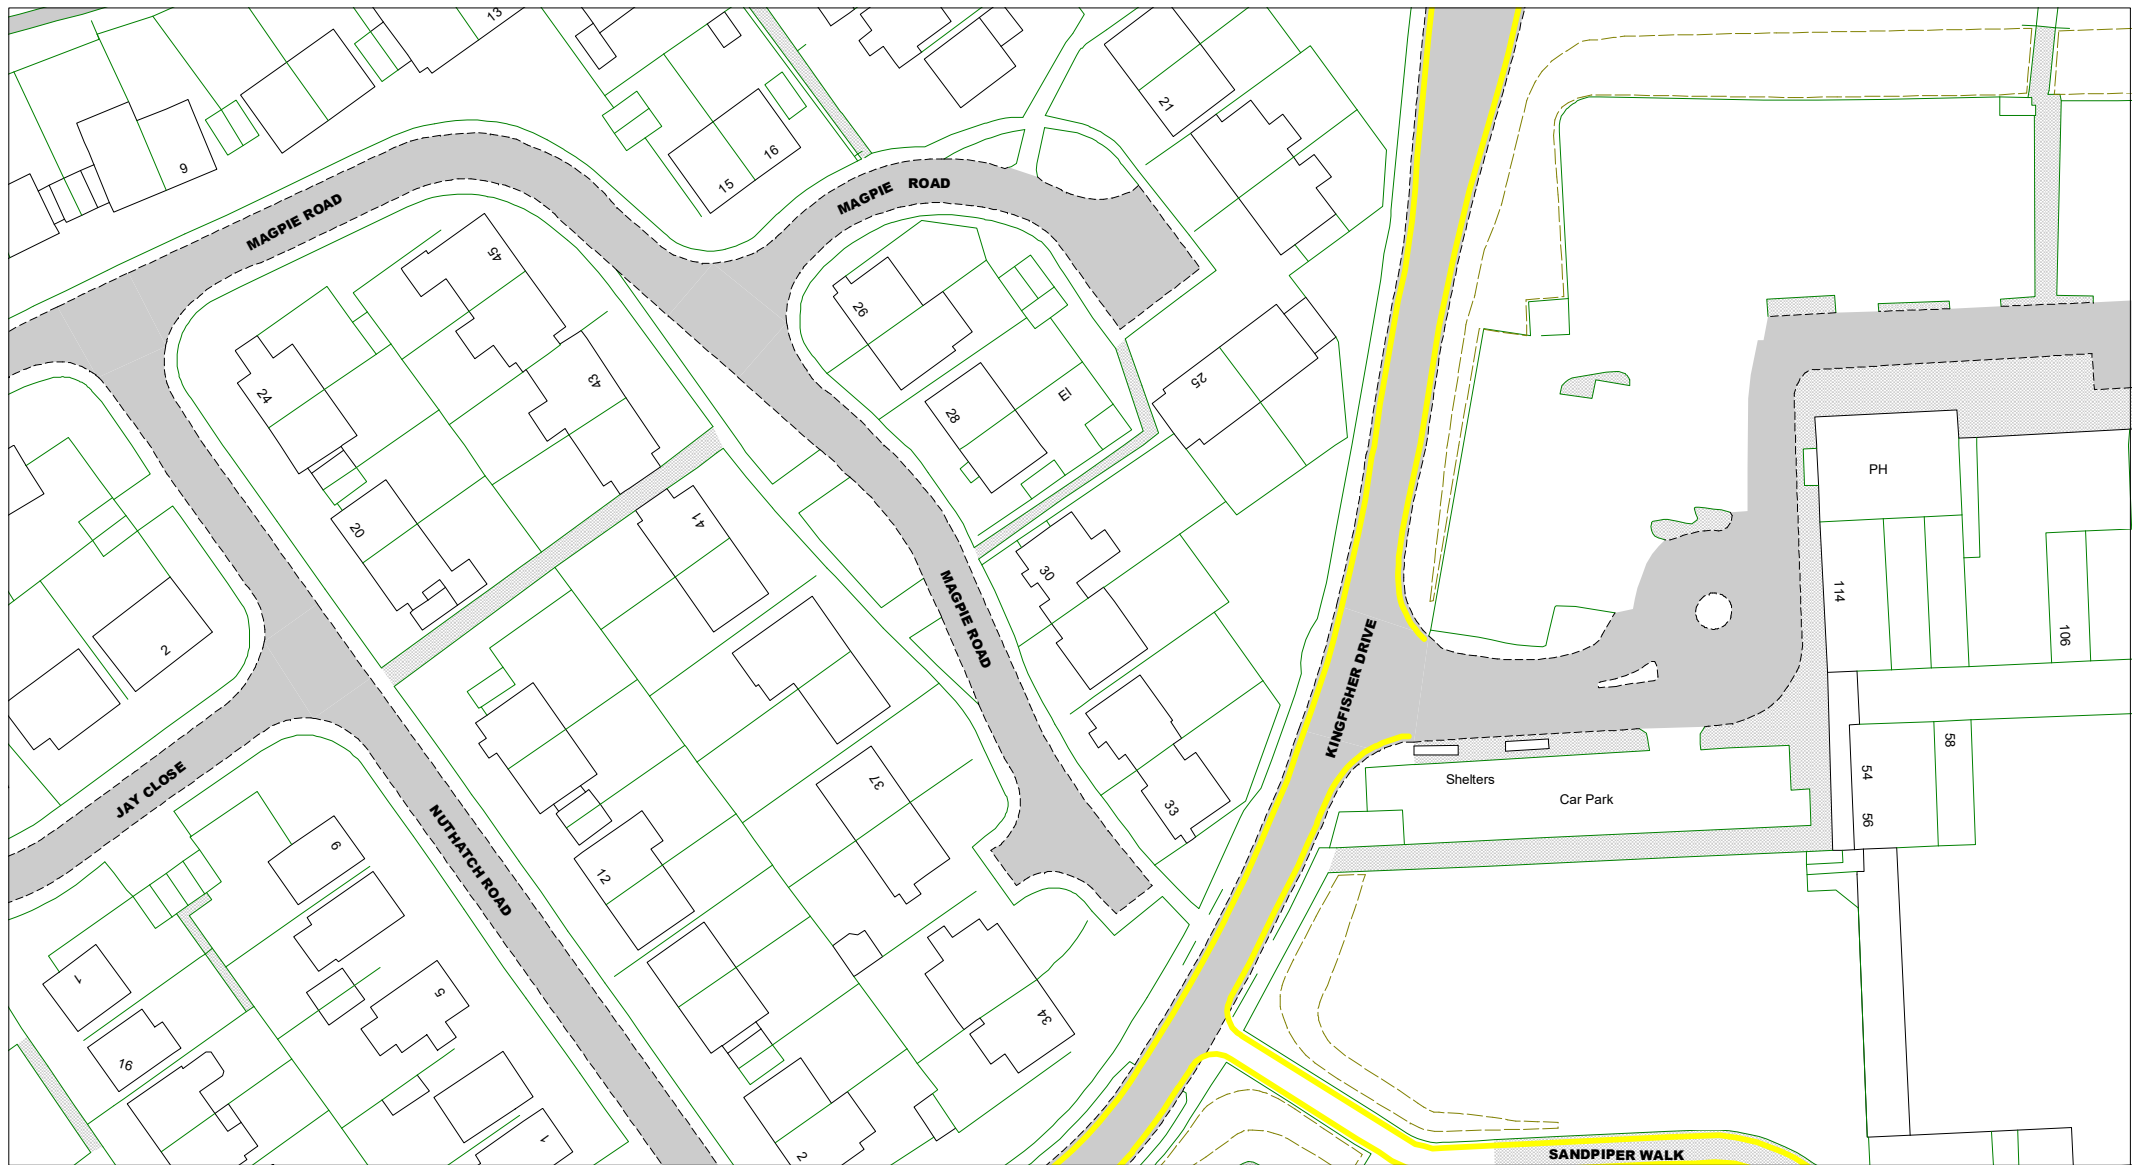 13
9
MAGPIE ROAD
15
16
MAGPIE ROAD
21
45
24
43
26
28
El
25
20
41
30
MAGPIE ROAD
2
JAY CLOSE
6
NUTHATCH ROAD
12
37
33
KINGFISHER DRIVE
PH
114
106
58
54
56
Shelters
Car Park
1
16
5
1
34
2
SANDPIPER WALK